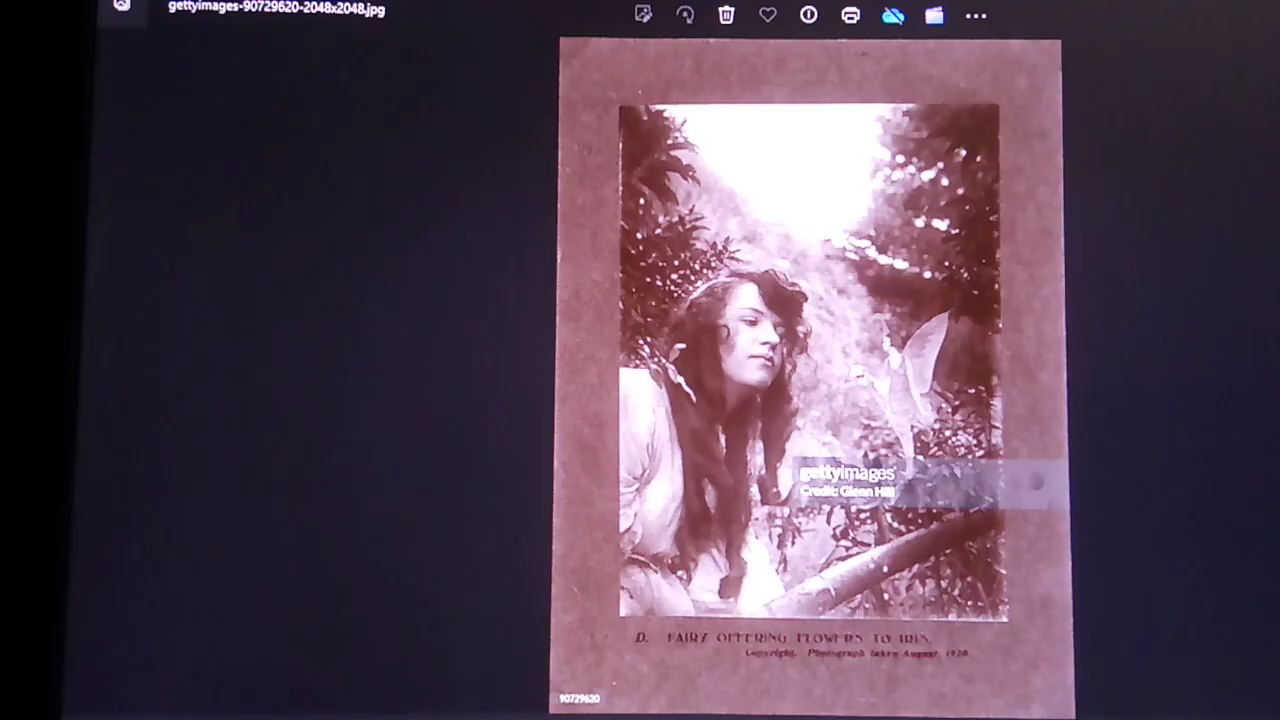 gettyimages-90729620-2048x2048.jpg
gettyimages
Credit: Glenn Hill
D. FAIRY OFFERING FLOWERS TO IRIS.
Copyright. Photograph taken August, 1920
90729620